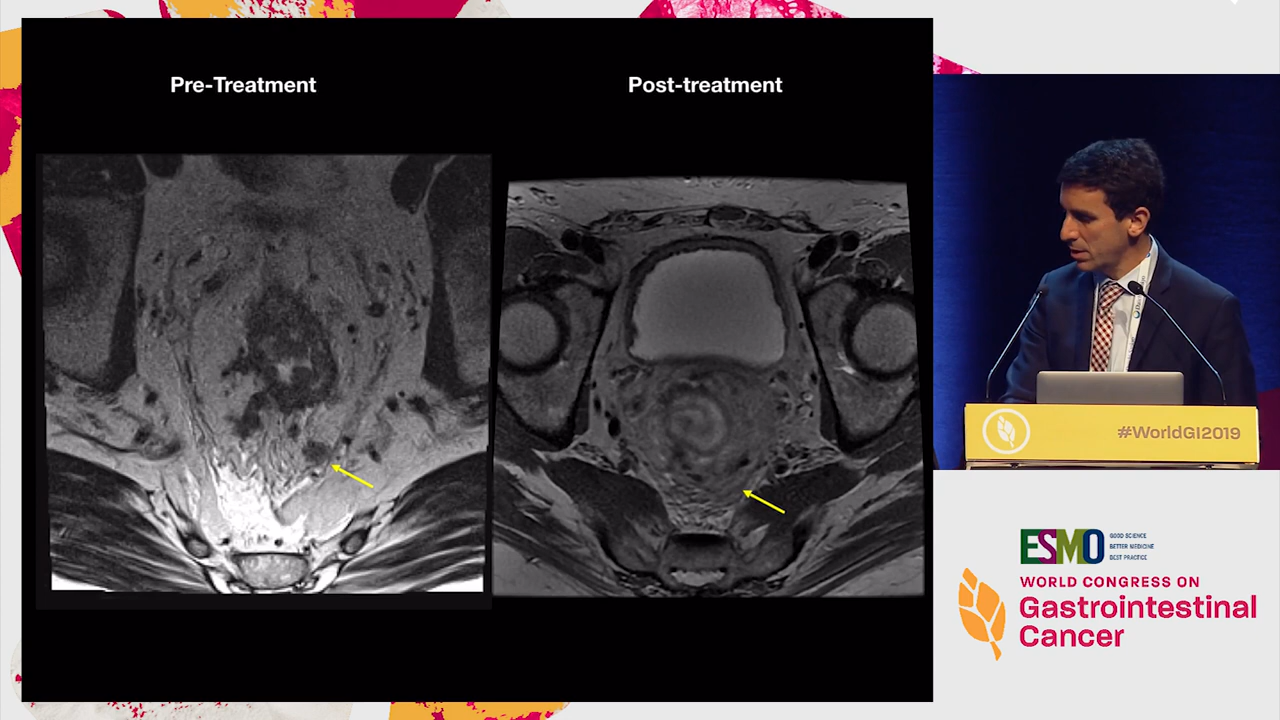 Pre-Treatment
Post-treatment
#WorldGI2019
ESMO
GOOD SCIENCE
BETTER MEDICINE
BEST PRACTICE
WORLD CONGRESS ON
Gastrointestinal
Cancer